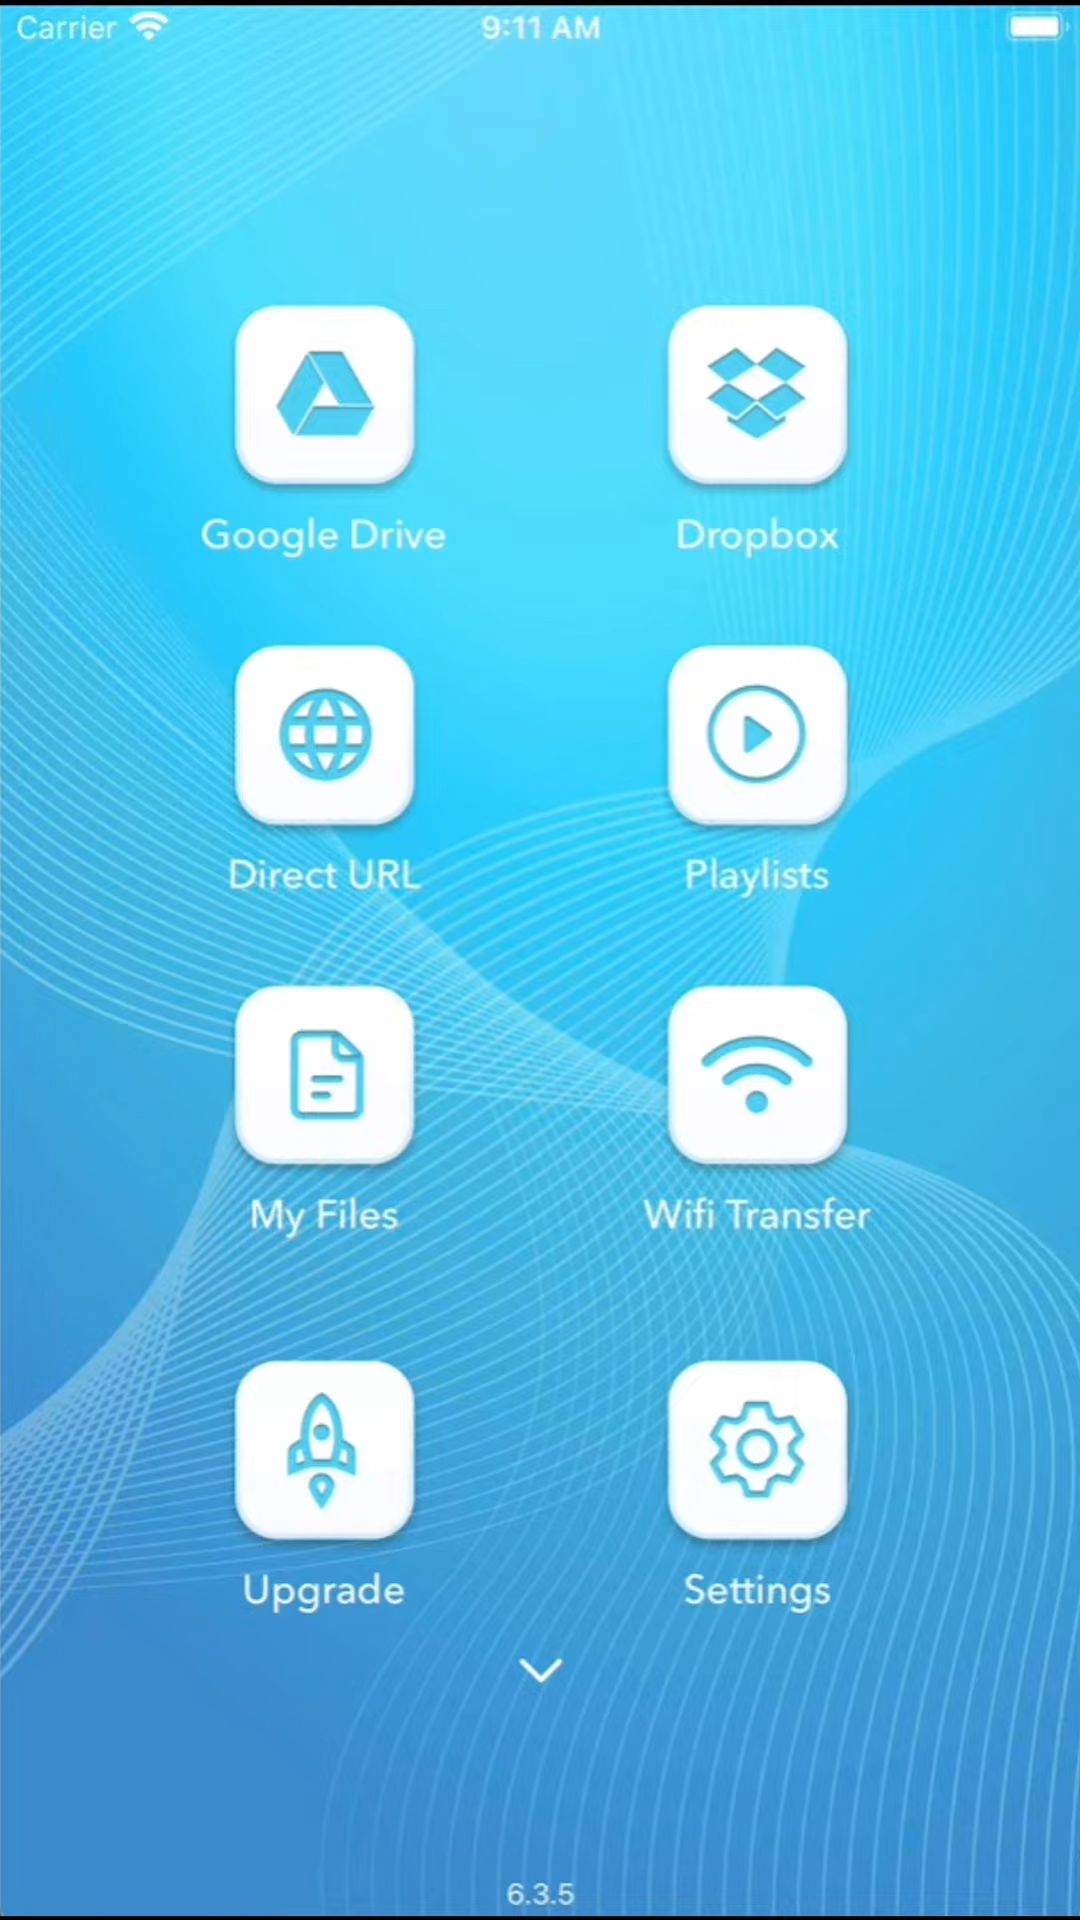 Carrier 9:11 AM
Google Drive Dropbox
Direct URL Playlists
My Files Wifi Transfer
Upgrade Settings
6.3.5